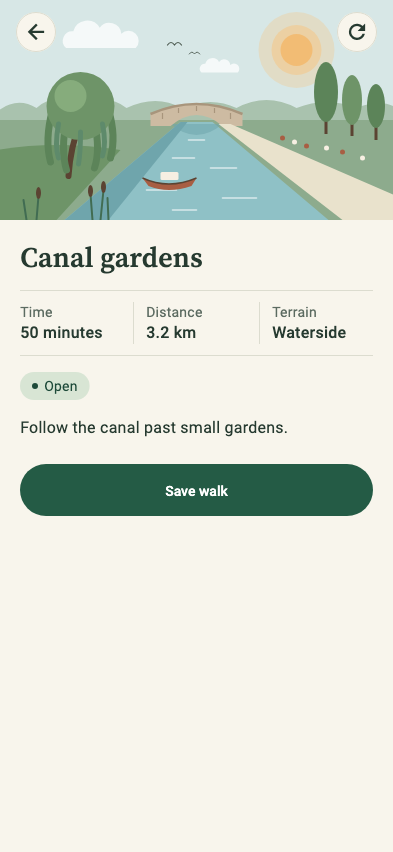 Canal gardens
Time
50 minutes
Distance
3.2 km
Terrain
Waterside
Open
Follow the canal past small gardens.
Save walk